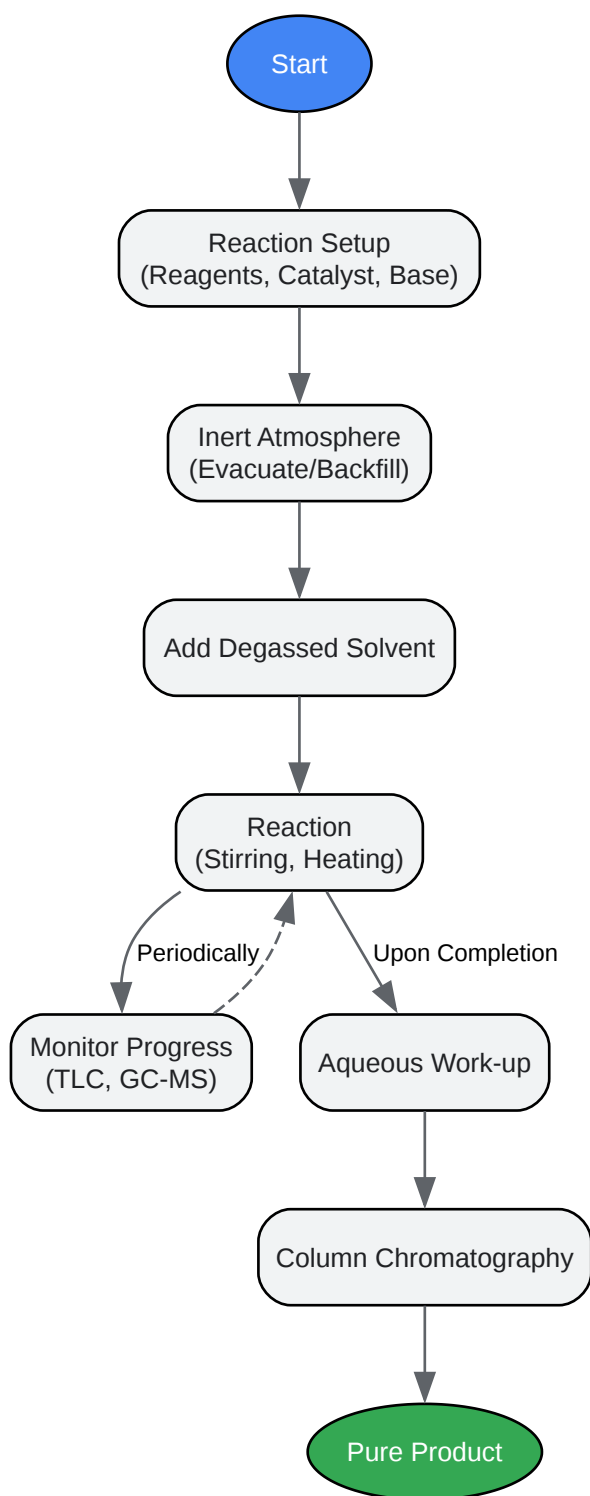 Start
Reaction Setup
(Reagents, Catalyst, Base)
Inert Atmosphere
(Evacuate/Backfill)
Add Degassed Solvent
Reaction
(Stirring, Heating)
Periodically
Upon Completion
Monitor Progress
(TLC, GC-MS)
Aqueous Work-up
Column Chromatography
Pure Product